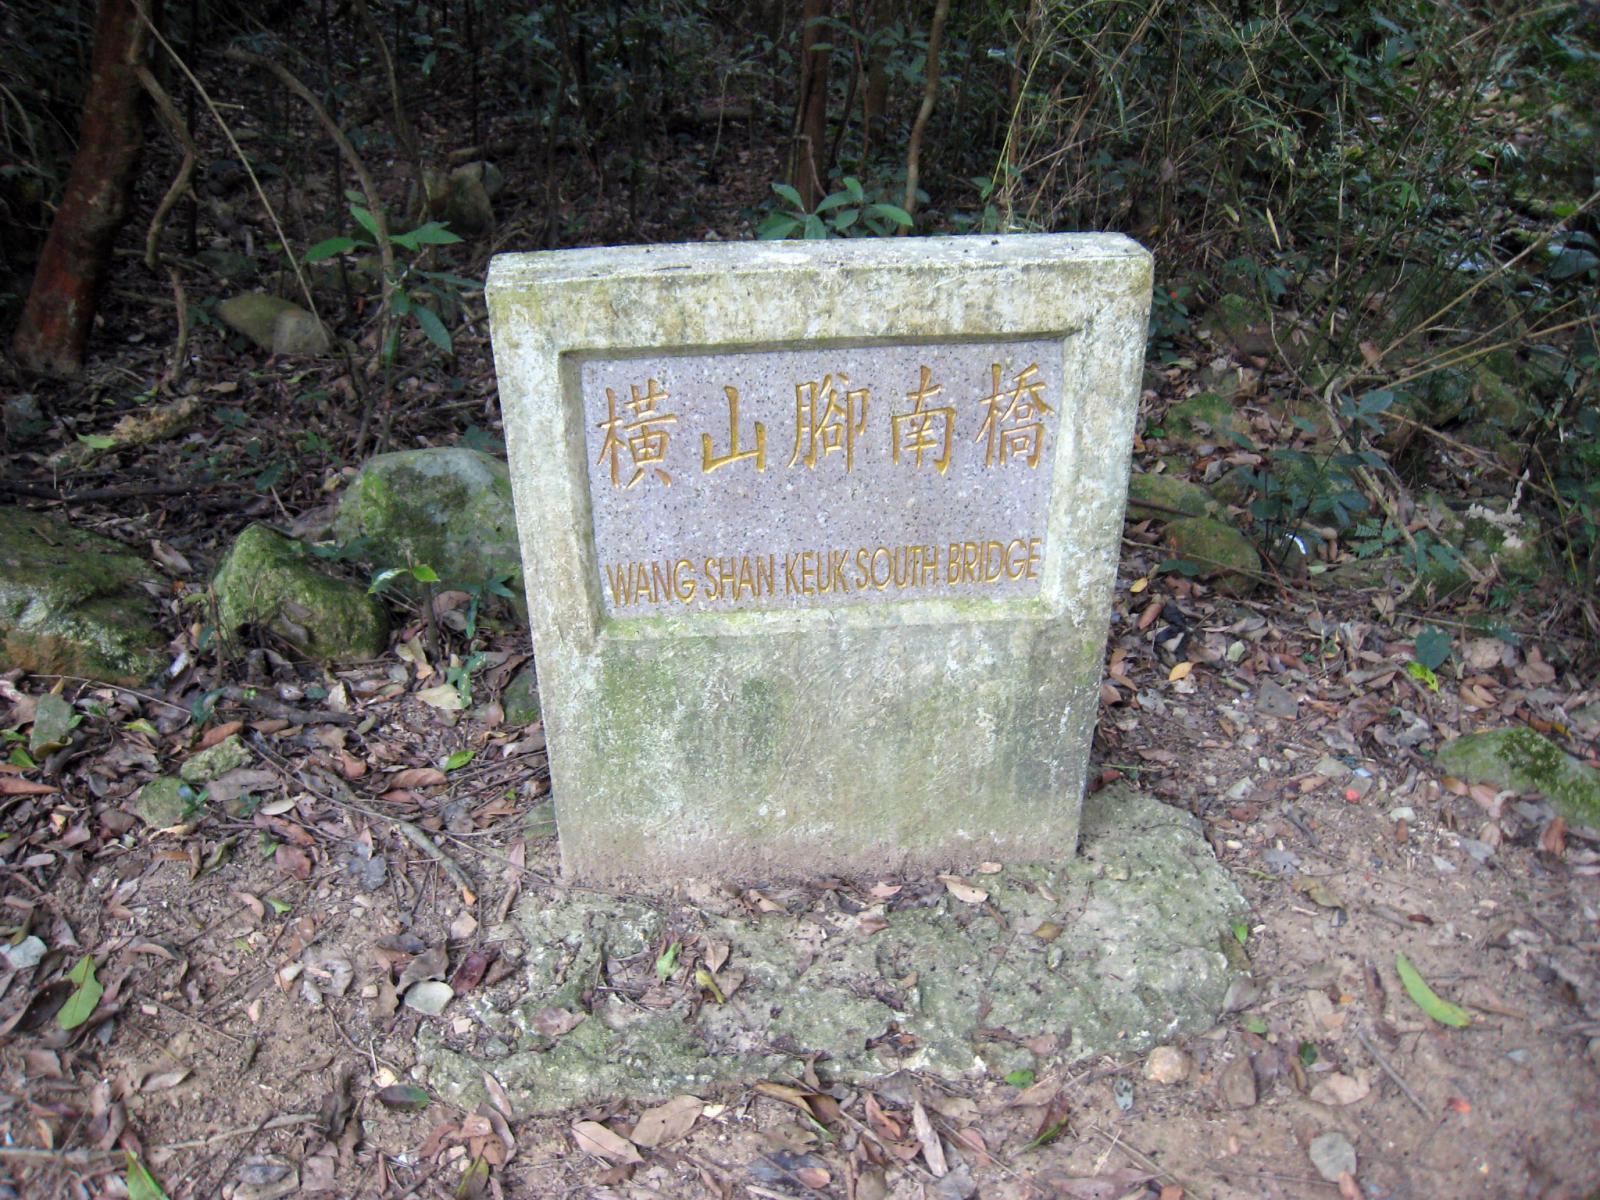 橫山腳南橋
WANG SHAN KEUK SOUTH BRIDGE